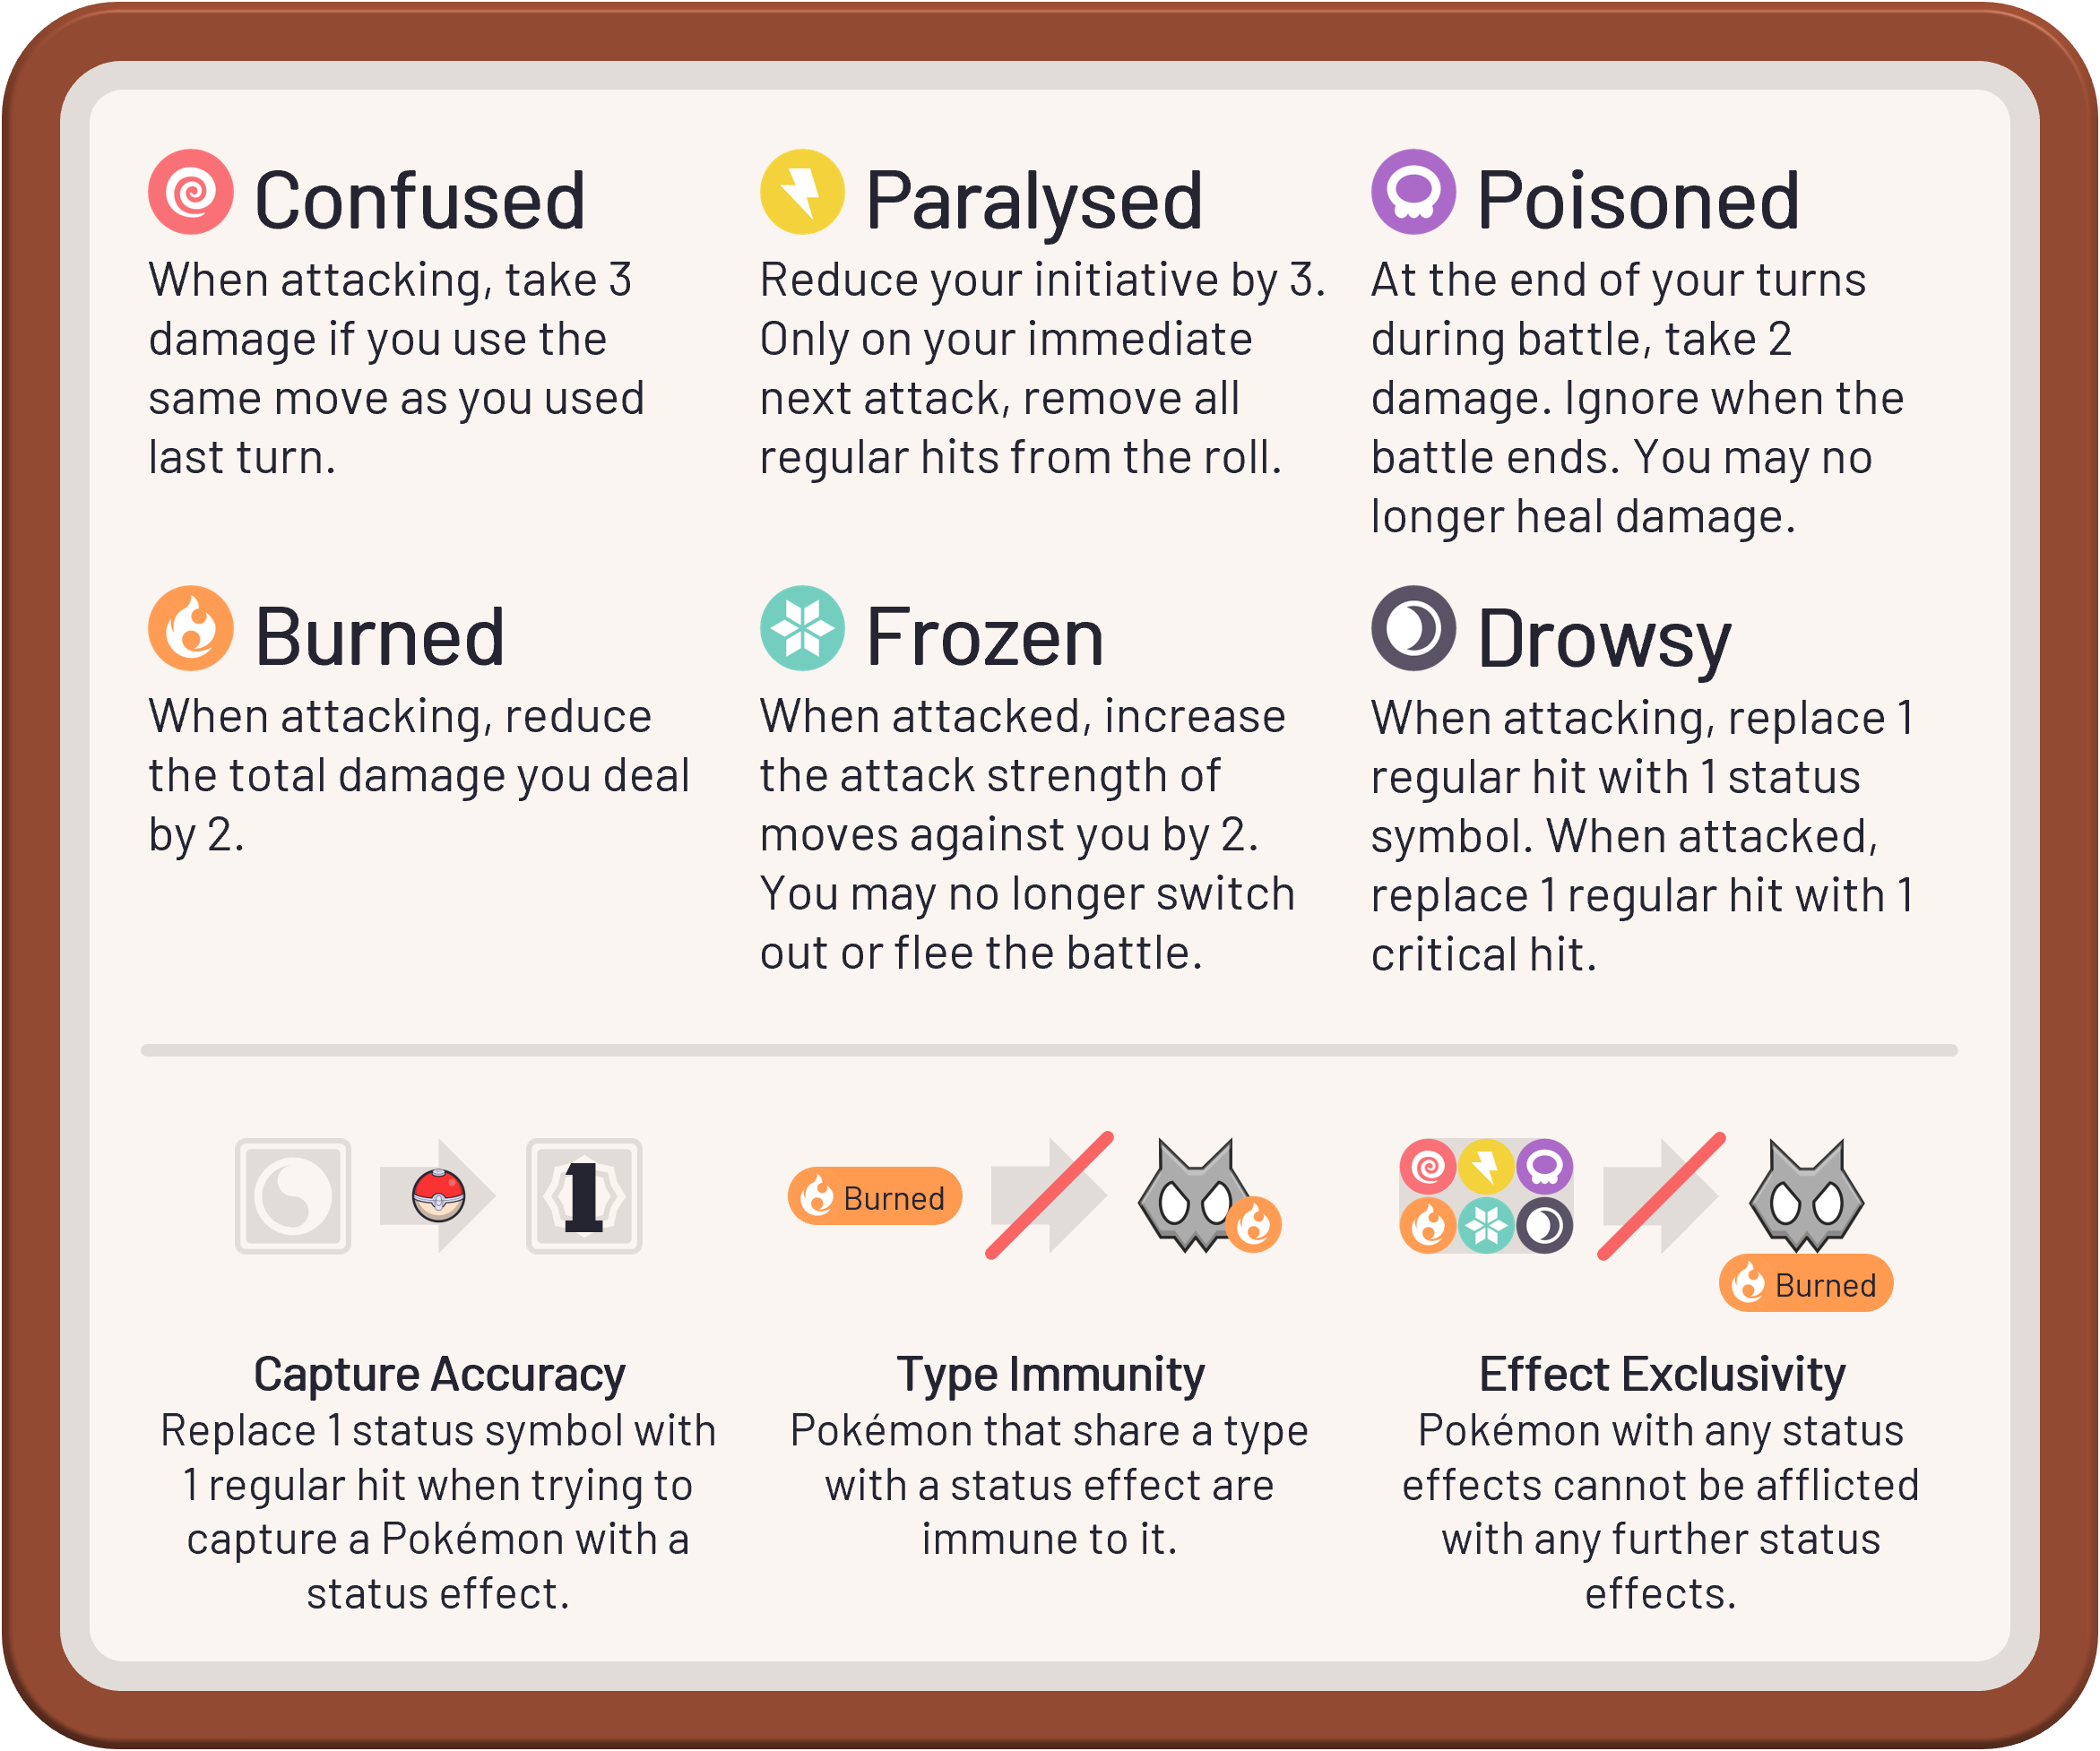 Confused
When attacking, take 3
damage if you use the
same move as you used
last turn.
Paralysed
Reduce your initiative by 3.
Only on your immediate
next attack, remove all
regular hits from the roll.
Poisoned
At the end of your turns
during battle, take 2
damage. Ignore when the
battle ends. You may no
longer heal damage.
Burned
When attacking, reduce
the total damage you deal
by 2.
Frozen
When attacked, increase
the attack strength of
moves against you by 2.
You may no longer switch
out or flee the battle.
Drowsy
When attacking, replace 1
regular hit with 1 status
symbol. When attacked,
replace 1 regular hit with 1
critical hit.
1
Capture Accuracy
Replace 1 status symbol with
1 regular hit when trying to
capture a Pokémon with a
status effect.
Burned
Type Immunity
Pokémon that share a type
with a status effect are
immune to it.
Burned
Effect Exclusivity
Pokémon with any status
effects cannot be afflicted
with any further status
effects.